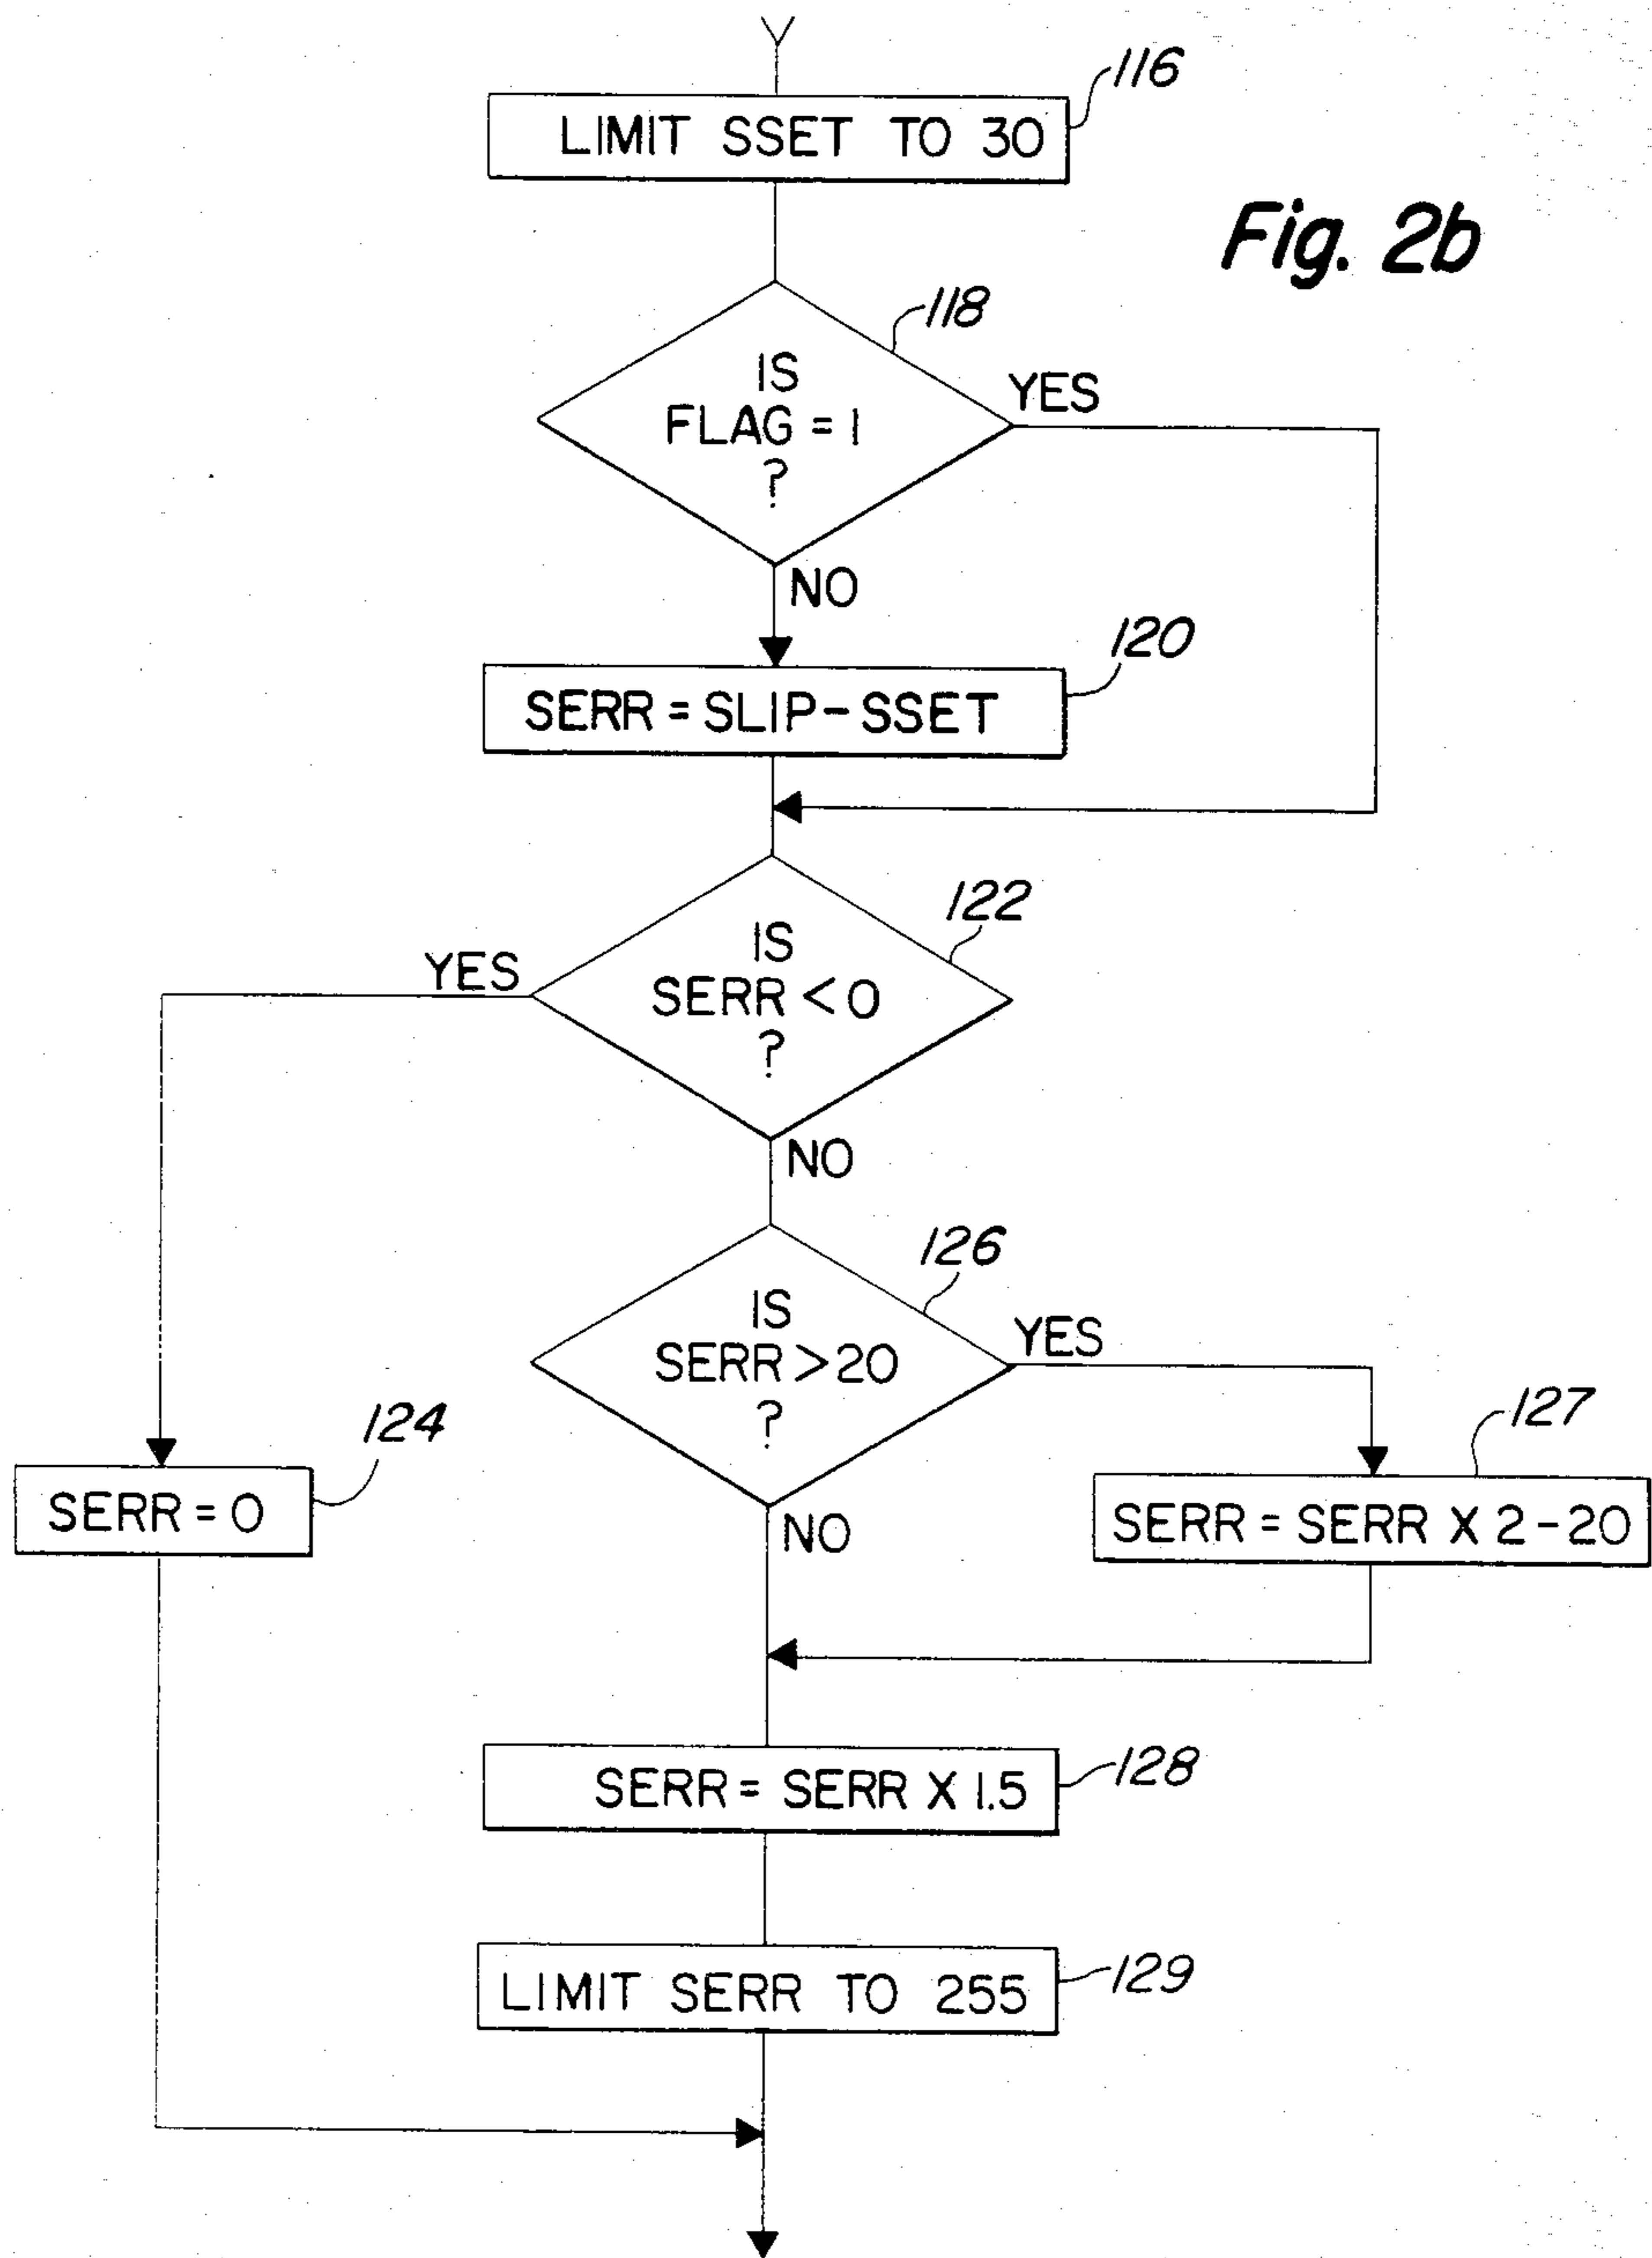 116
LIMIT SSET TO 30
Fig. 2b
118
IS
FLAG = 1
?
YES
NO
120
SERR = SLIP-SSET
122
IS
SERR < 0
?
YES
NO
126
IS
SERR > 20
?
YES
NO
124
SERR = 0
127
SERR = SERR X 2 - 20
128
SERR = SERR X 1.5
129
LIMIT SERR TO 255